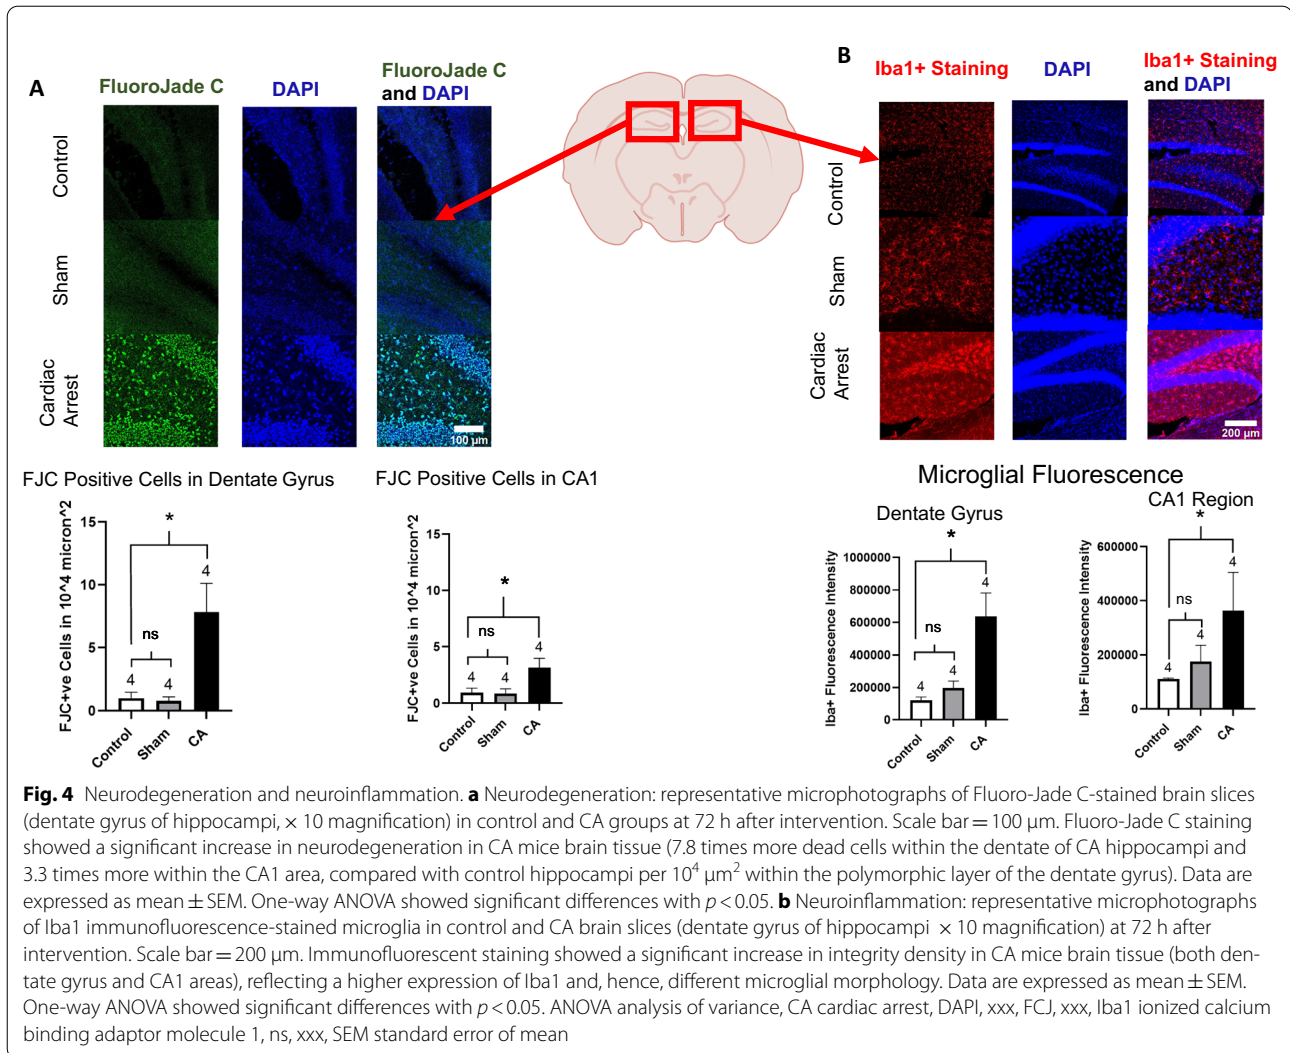 A
FluoroJade C
DAPI
FluoroJade C
and DAPI
Control
Sham
Cardiac
Arrest
100 µm
B
Iba1+ Staining
DAPI
Iba1+ Staining
and DAPI
Control
Sham
Cardiac
Arrest
200 µm
FJC Positive Cells in Dentate Gyrus
FJC+ve Cells in 10^4 micron^2
15
10
5
0
*
ns
4
4
4
Control
Sham
CA
FJC Positive Cells in CA1
FJC+ve Cells in 10^4 micron^2
15
10
5
0
*
ns
4
4
4
Control
Sham
CA
Microglial Fluorescence
Dentate Gyrus
Iba+ Fluorescence Intensity
1000000
800000
600000
400000
200000
0
*
ns
4
4
4
Control
Sham
CA
CA1 Region
Iba+ Fluorescence Intensity
600000
400000
200000
0
*
ns
4
4
4
Control
Sham
CA
Fig. 4 Neurodegeneration and neuroinflammation. a Neurodegeneration: representative microphotographs of Fluoro-Jade C-stained brain slices
(dentate gyrus of hippocampi, × 10 magnification) in control and CA groups at 72 h after intervention. Scale bar = 100 µm. Fluoro-Jade C staining
showed a significant increase in neurodegeneration in CA mice brain tissue (7.8 times more dead cells within the dentate of CA hippocampi and
3.3 times more within the CA1 area, compared with control hippocampi per 10⁴ µm² within the polymorphic layer of the dentate gyrus). Data are
expressed as mean ± SEM. One-way ANOVA showed significant differences with p < 0.05. b Neuroinflammation: representative microphotographs
of Iba1 immunofluorescence-stained microglia in control and CA brain slices (dentate gyrus of hippocampi × 10 magnification) at 72 h after
intervention. Scale bar = 200 µm. Immunofluorescent staining showed a significant increase in integrity density in CA mice brain tissue (both den-
tate gyrus and CA1 areas), reflecting a higher expression of Iba1 and, hence, different microglial morphology. Data are expressed as mean ± SEM.
One-way ANOVA showed significant differences with p < 0.05. ANOVA analysis of variance, CA cardiac arrest, DAPI, xxx, FCJ, xxx, Iba1 ionized calcium
binding adaptor molecule 1, ns, xxx, SEM standard error of mean